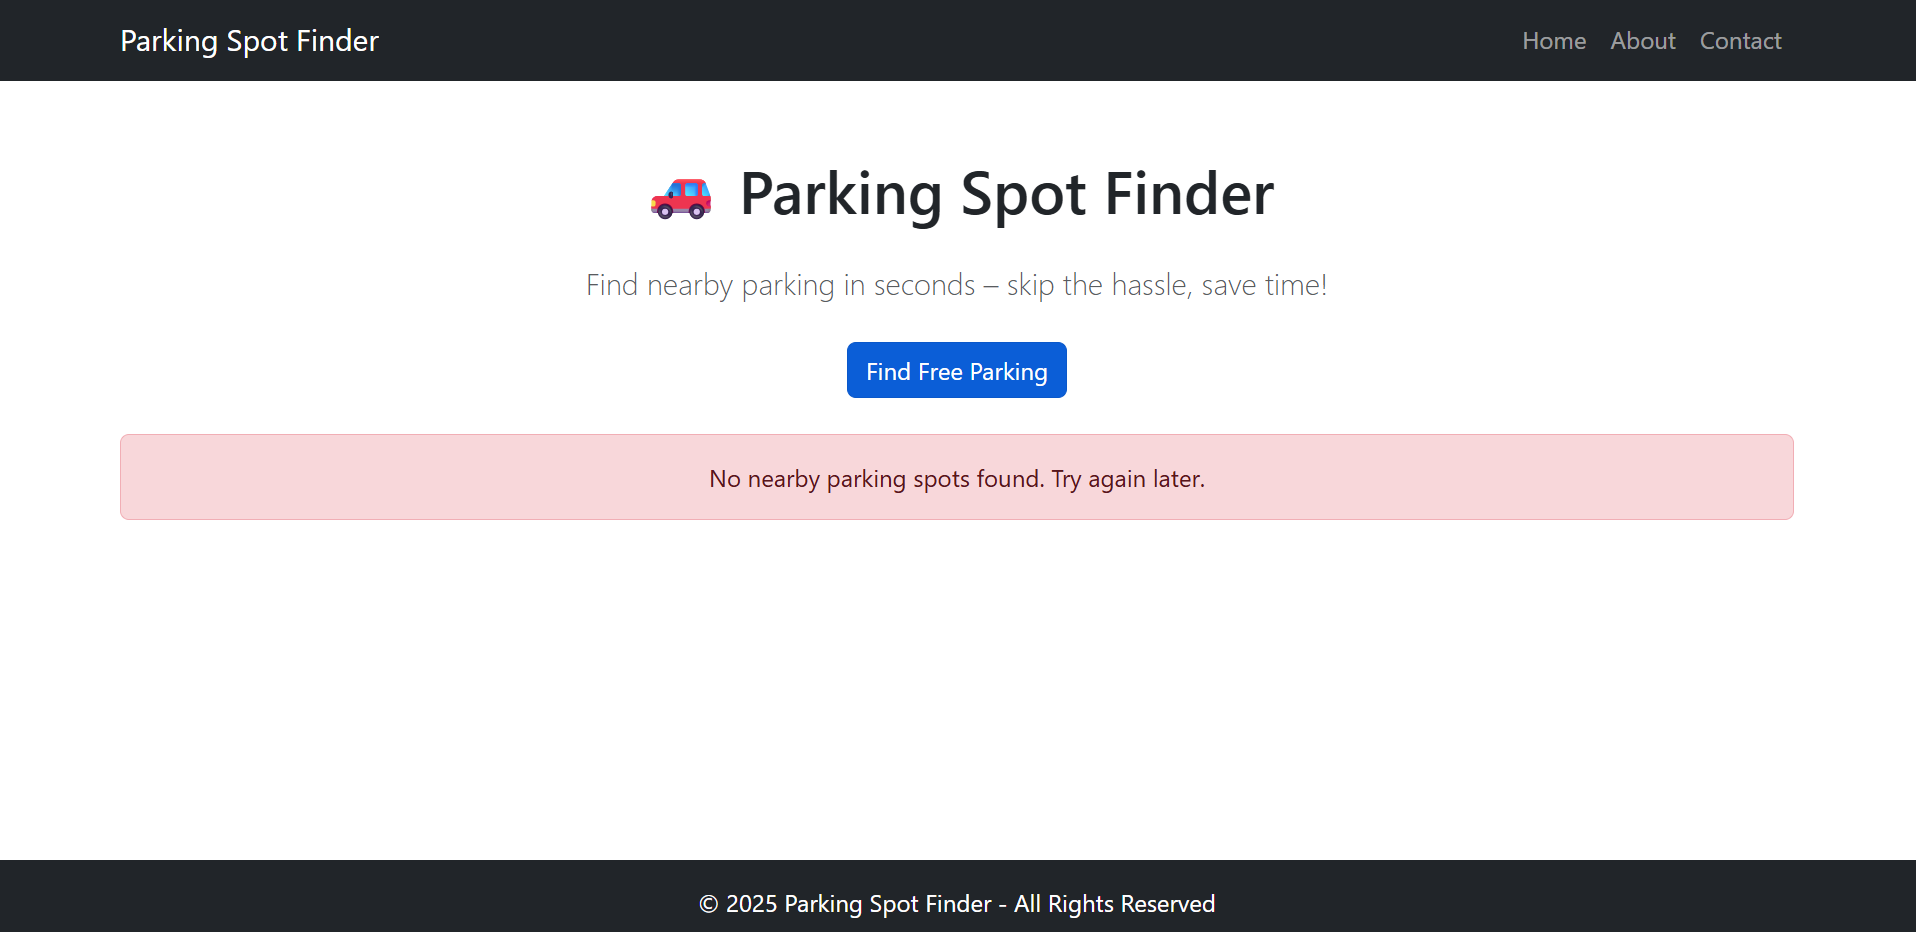 Parking Spot Finder
Home About Contact
Parking Spot Finder
Find nearby parking in seconds – skip the hassle, save time!
Find Free Parking
No nearby parking spots found. Try again later.
© 2025 Parking Spot Finder - All Rights Reserved